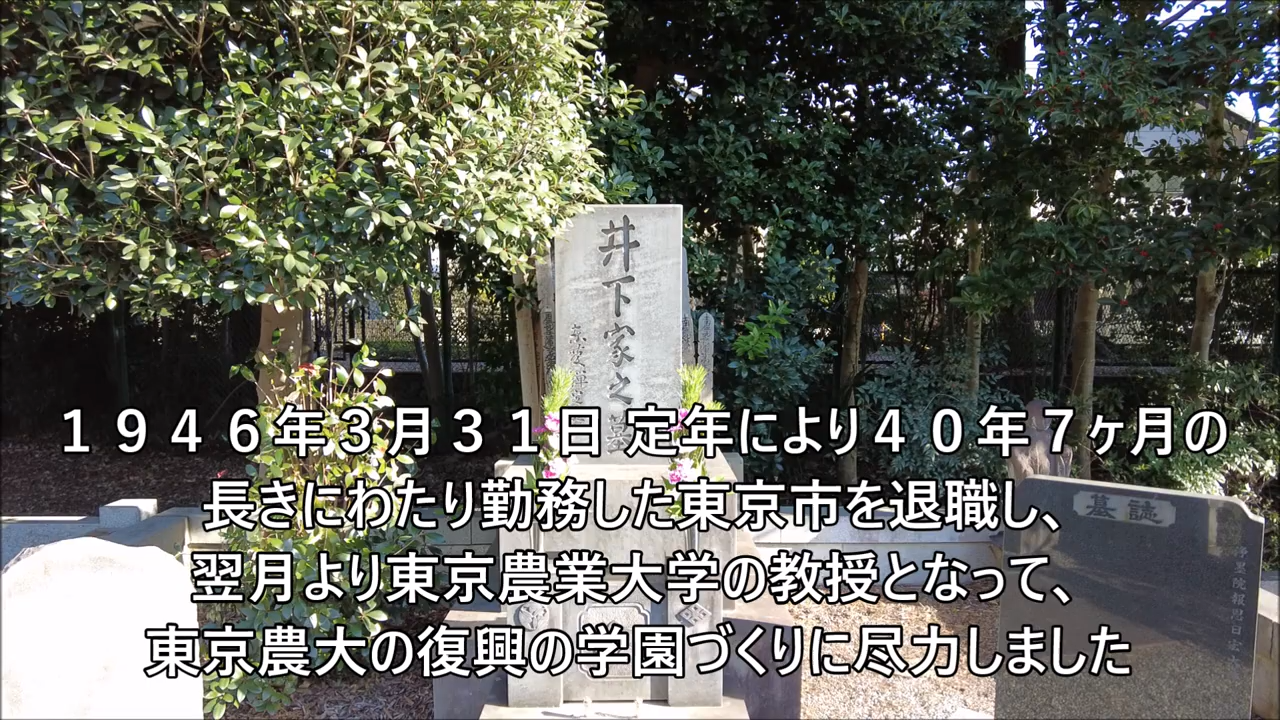 井下家之墓
墓誌
１９４６年３月３１日 定年により４０年７ヶ月の
長きにわたり勤務した東京市を退職し、
翌月より東京農業大学の教授となって、
東京農大の復興の学園づくりに尽力しました